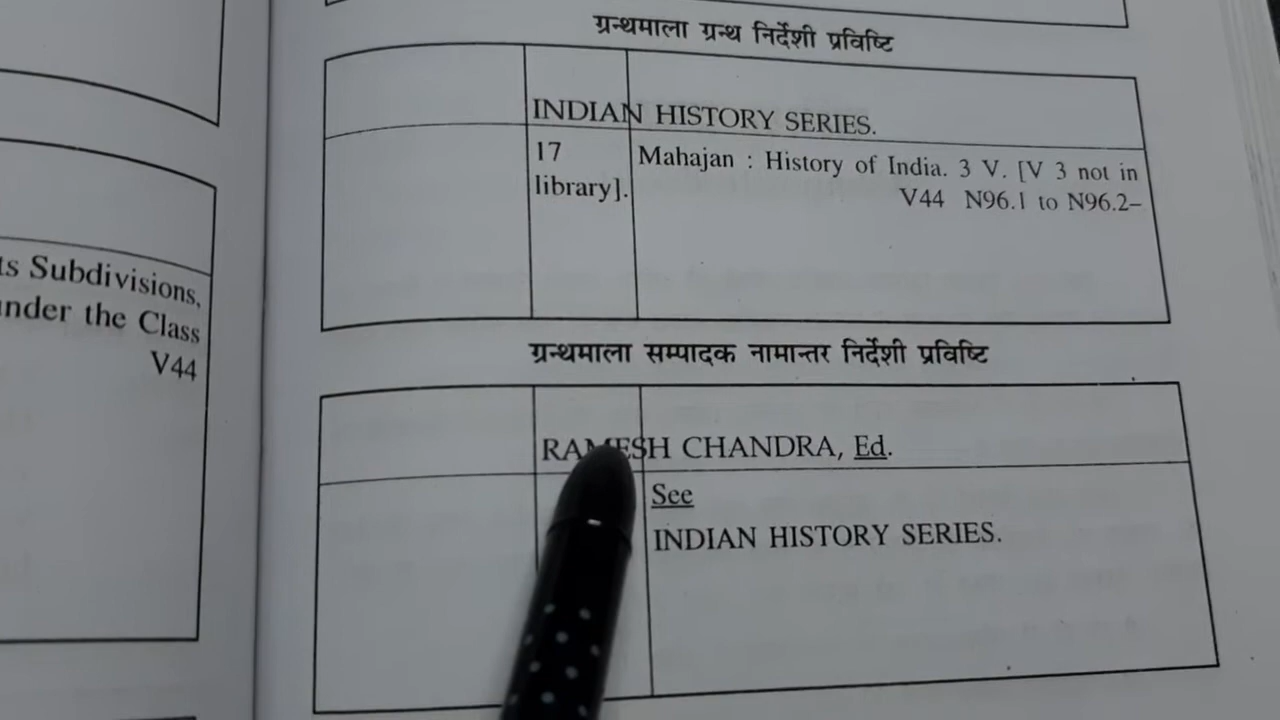 ts Subdivisions,
nder the Class
V44
ग्रन्थमाला ग्रन्थ निर्देशी प्रविष्टि
INDIAN HISTORY SERIES.
17 Mahajan : History of India. 3 V. [V 3 not in
library]. V44 N96.1 to N96.2–
ग्रन्थमाला सम्पादक नामान्तर निर्देशी प्रविष्टि
RAMESH CHANDRA, Ed.
See
INDIAN HISTORY SERIES.